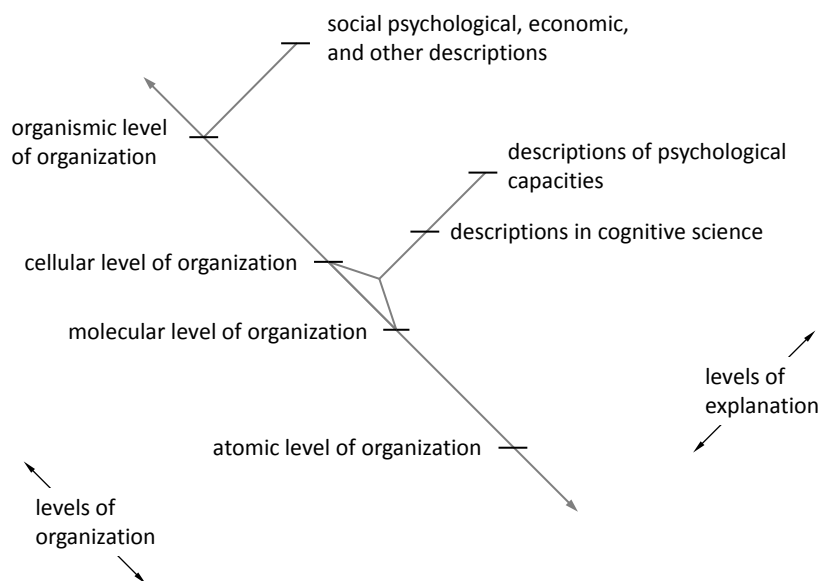 social psychological, economic,
and other descriptions
organismic level
of organization
descriptions of psychological
capacities
descriptions in cognitive science
cellular level of organization
molecular level of organization
levels of
explanation
atomic level of organization
levels of
organization